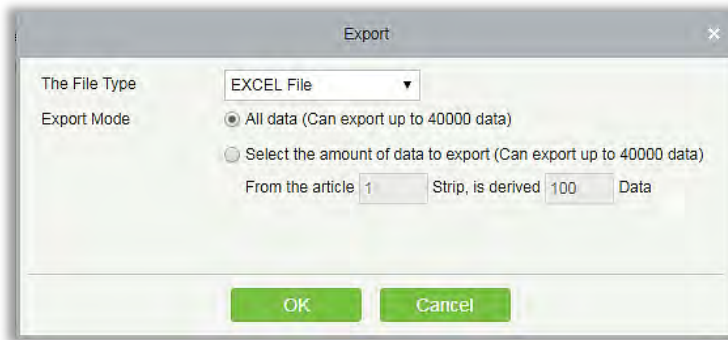 Export
The File Type EXCEL File
Export Mode All data (Can export up to 40000 data)
Select the amount of data to export (Can export up to 40000 data)
From the article 1 Strip, is derived 100 Data
OK Cancel